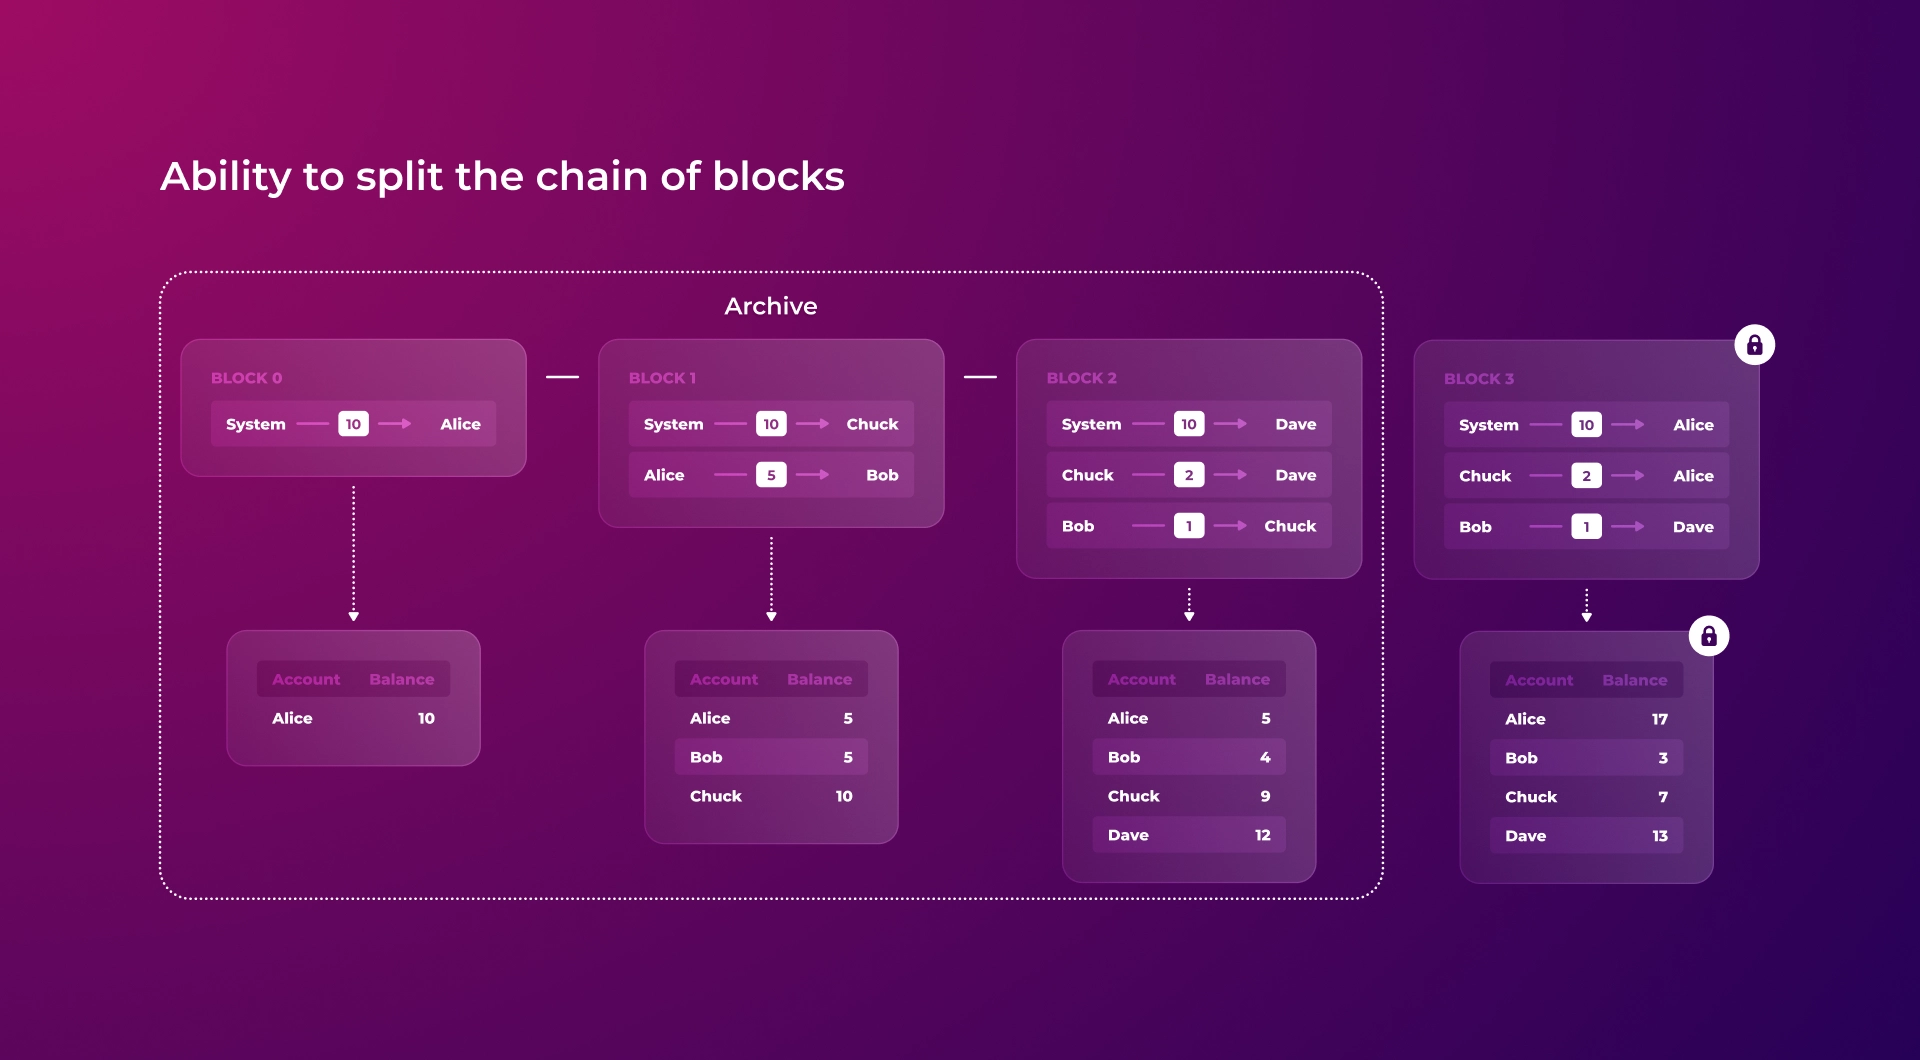 Ability to split the chain of blocks
Archive
BLOCK 0
System 10 Alice
Account Balance
Alice 10
BLOCK 1
System 10 Chuck
Alice 5 Bob
Account Balance
Alice 5
Bob 5
Chuck 10
BLOCK 2
System 10 Dave
Chuck 2 Dave
Bob 1 Chuck
Account Balance
Alice 5
Bob 4
Chuck 9
Dave 12
BLOCK 3
System 10 Alice
Chuck 2 Alice
Bob 1 Dave
Account Balance
Alice 17
Bob 3
Chuck 7
Dave 13